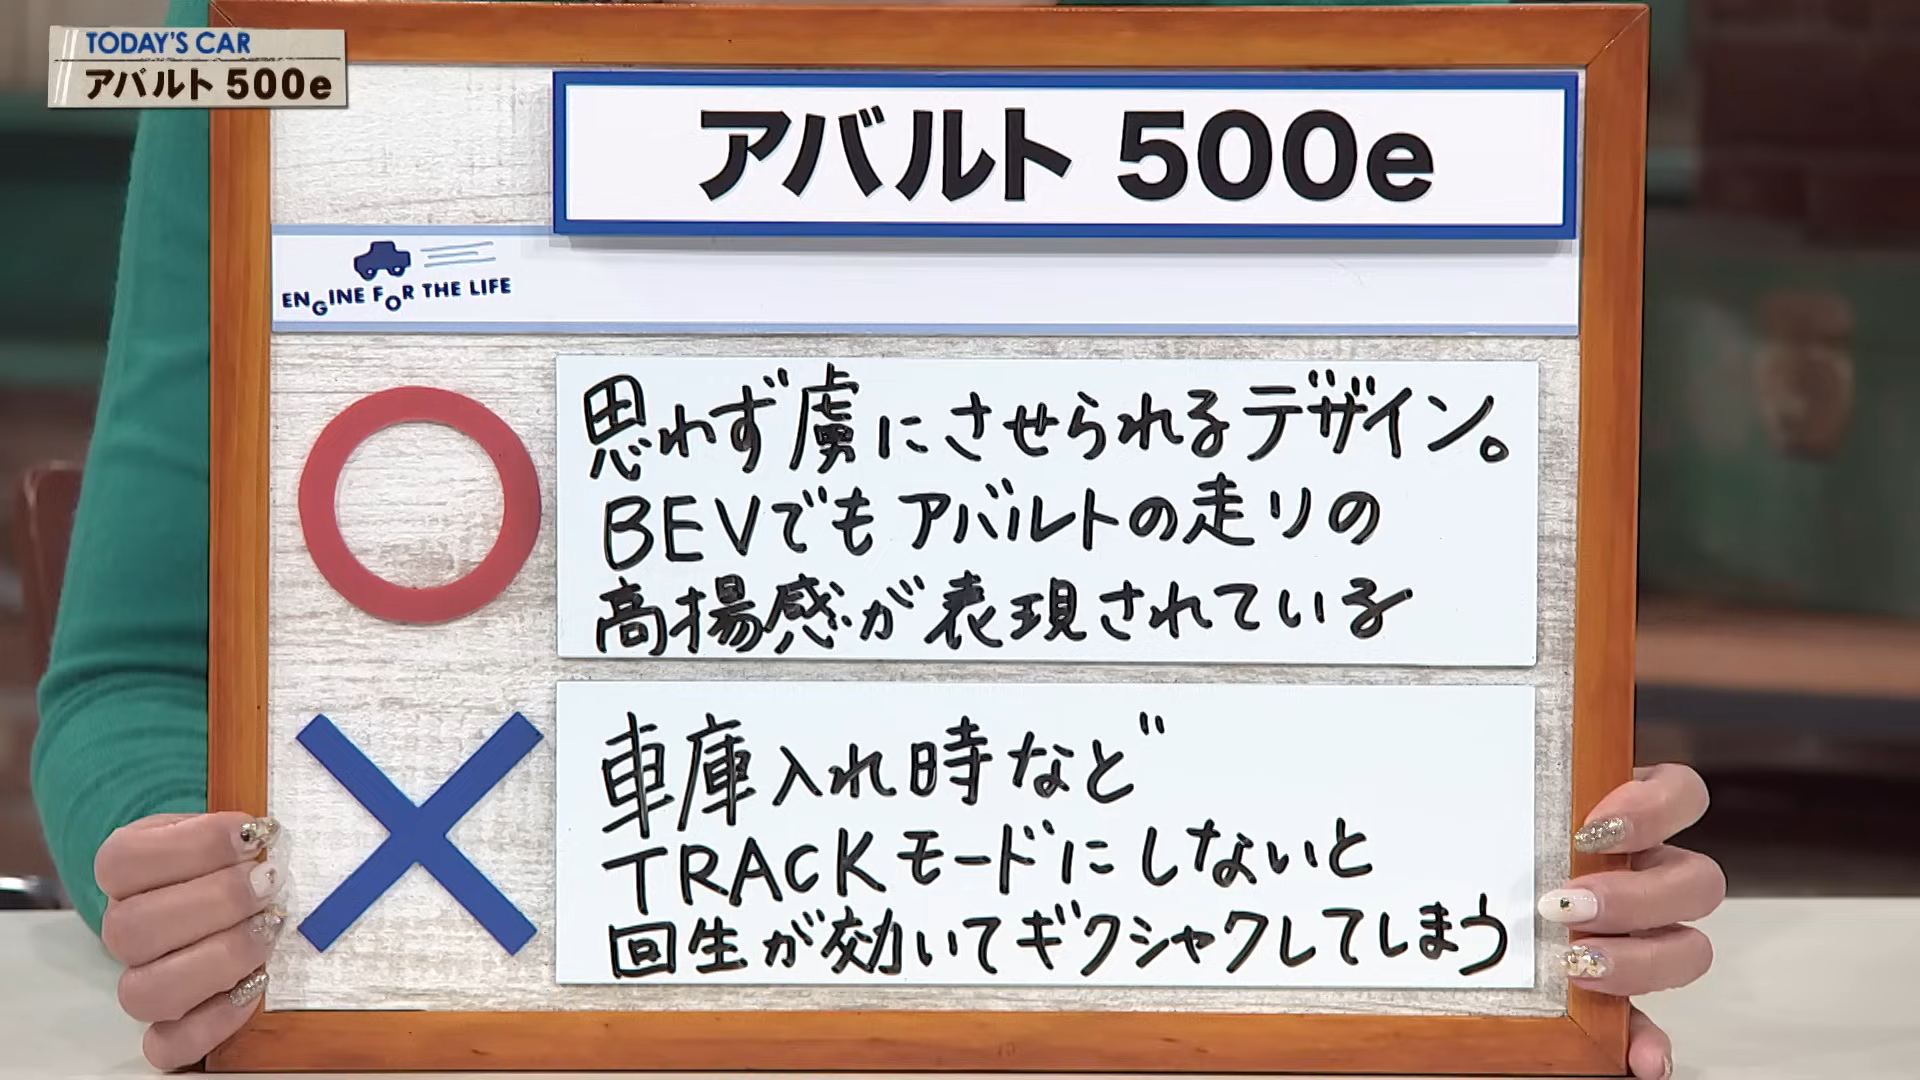 TODAY'S CAR
アバルト 500e
アバルト 500e
ENGINE FOR THE LIFE
思わず虜にさせられるデザイン。
BEVでもアバルトの走りの
高揚感が表現されている
車庫入れ時など
TRACKモードにしないと
回生が効いてギクシャクしてしまう